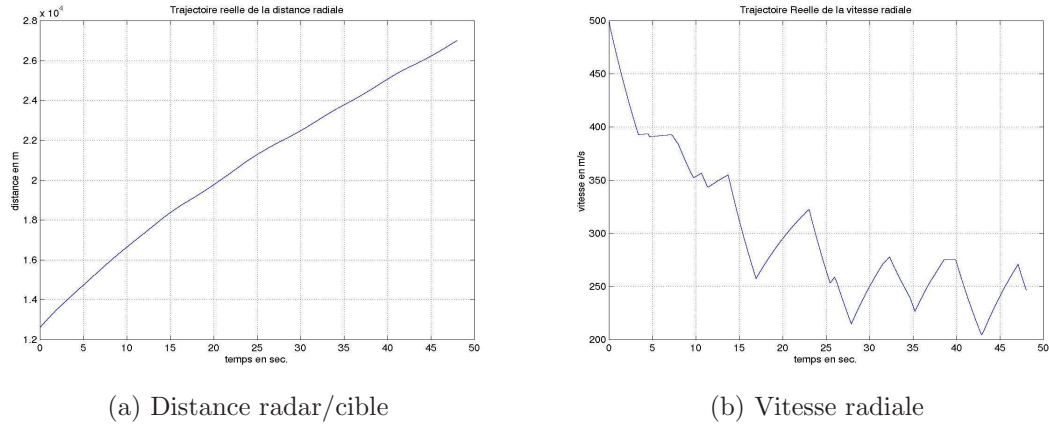 Trajectoire reelle de la distance radiale
x 10⁴
2.8
2.6
2.4
2.2
2
1.8
1.6
1.4
1.2
distance en m
0 5 10 15 20 25 30 35 40 45 50
temps en sec.
(a) Distance radar/cible
Trajectoire Reelle de la vitesse radiale
500
450
400
350
300
250
200
vitesse en m/s
0 5 10 15 20 25 30 35 40 45 50
temps en sec.
(b) Vitesse radiale